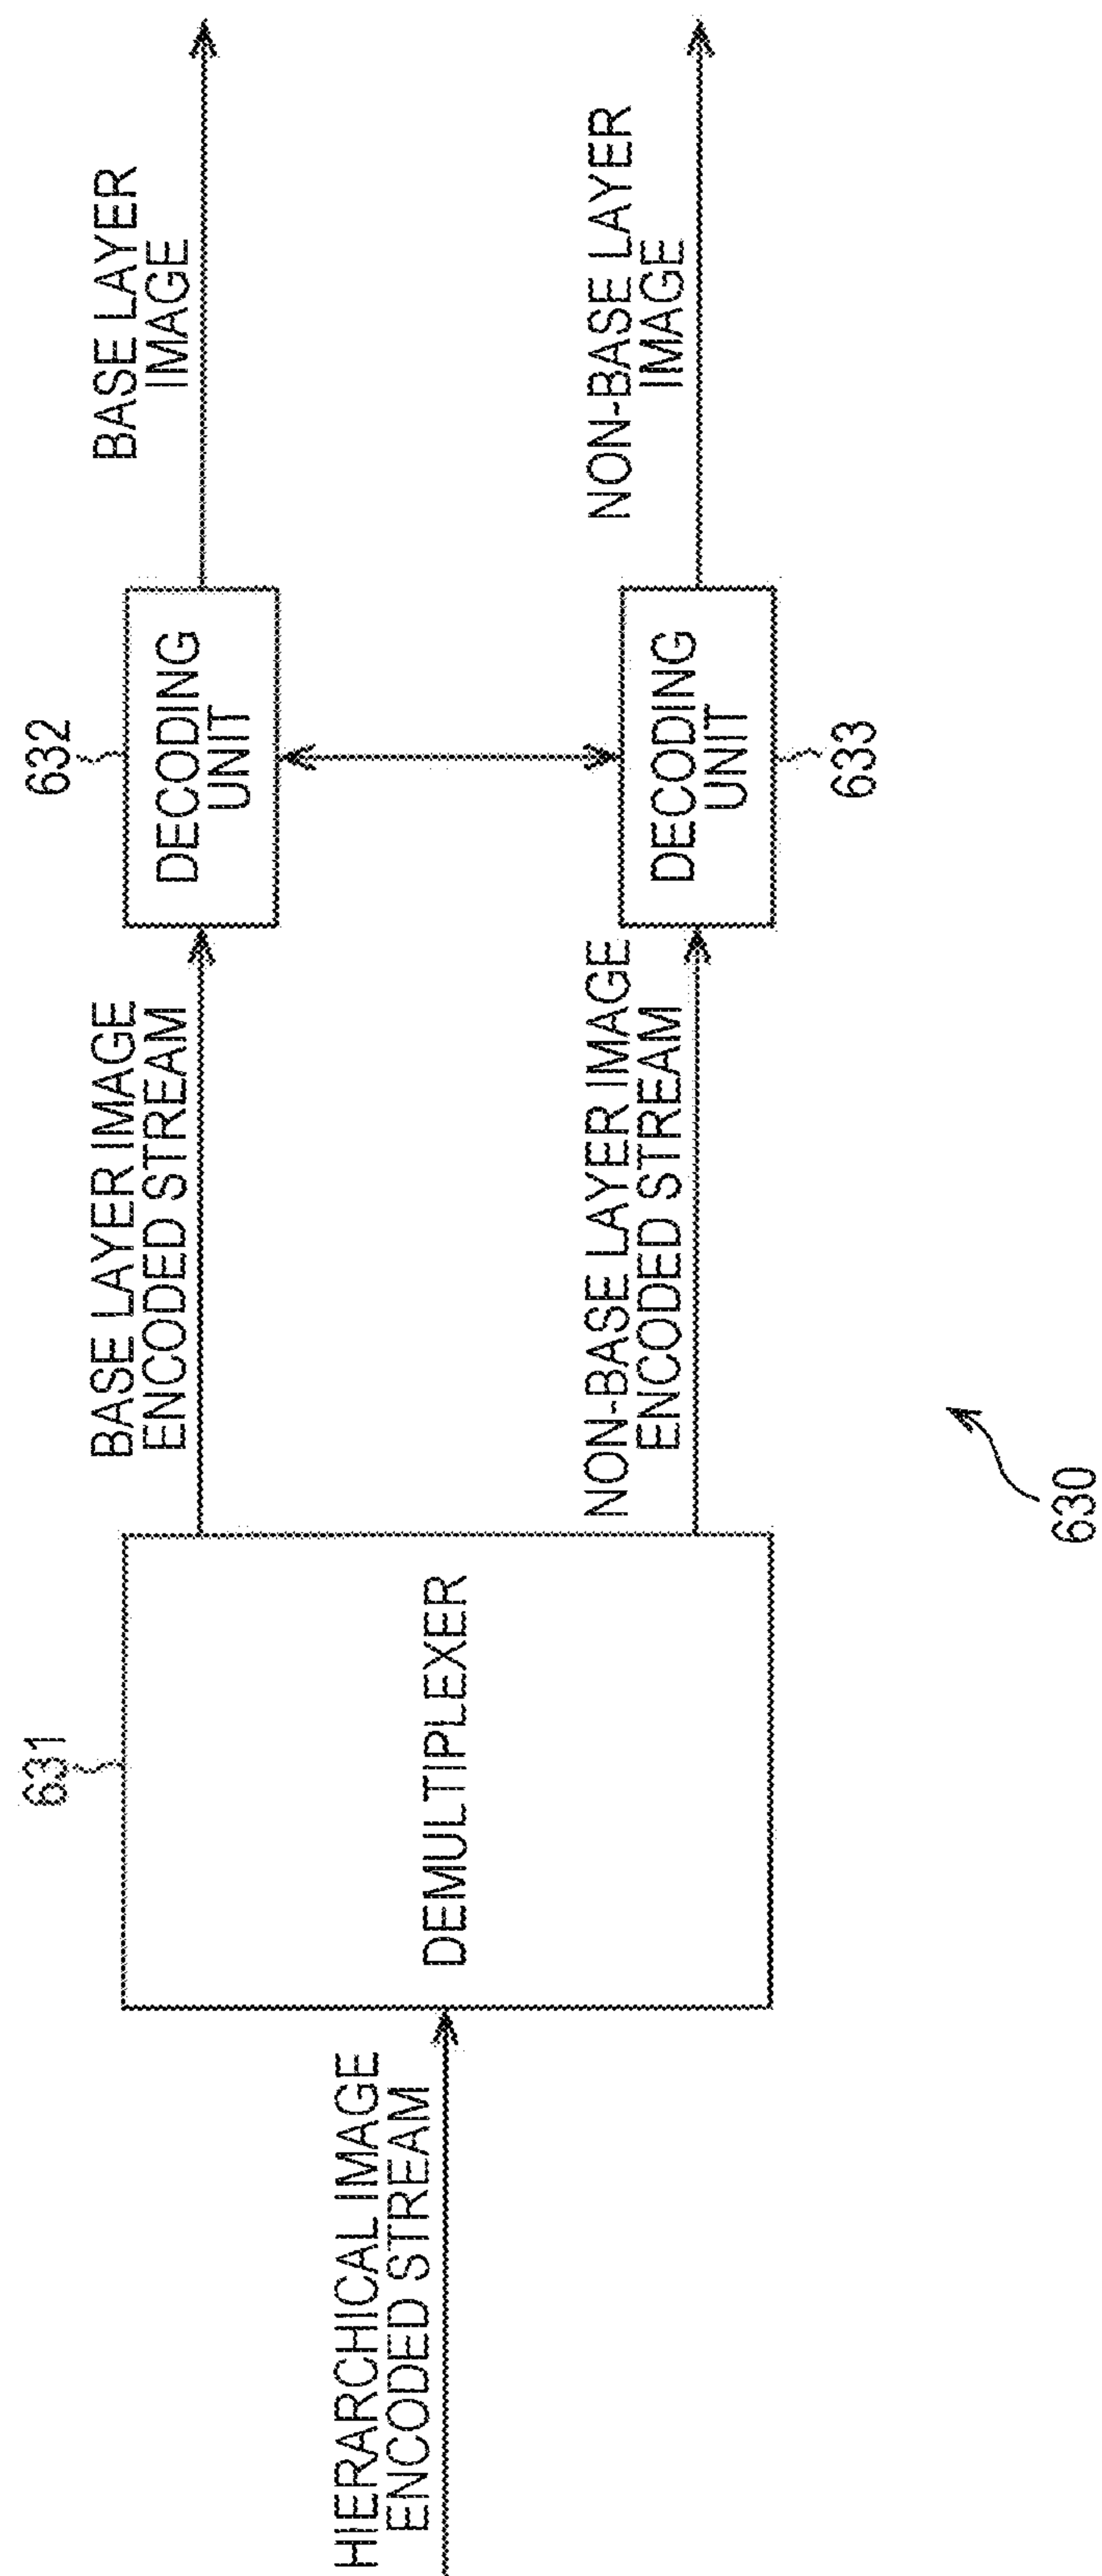 HIERARCHICAL IMAGE
ENCODED STREAM
631
DEMULTIPLEXER
BASE LAYER IMAGE
ENCODED STREAM
632
DECODING
UNIT
BASE LAYER
IMAGE
NON-BASE LAYER IMAGE
ENCODED STREAM
DECODING
UNIT
633
NON-BASE LAYER
IMAGE
630